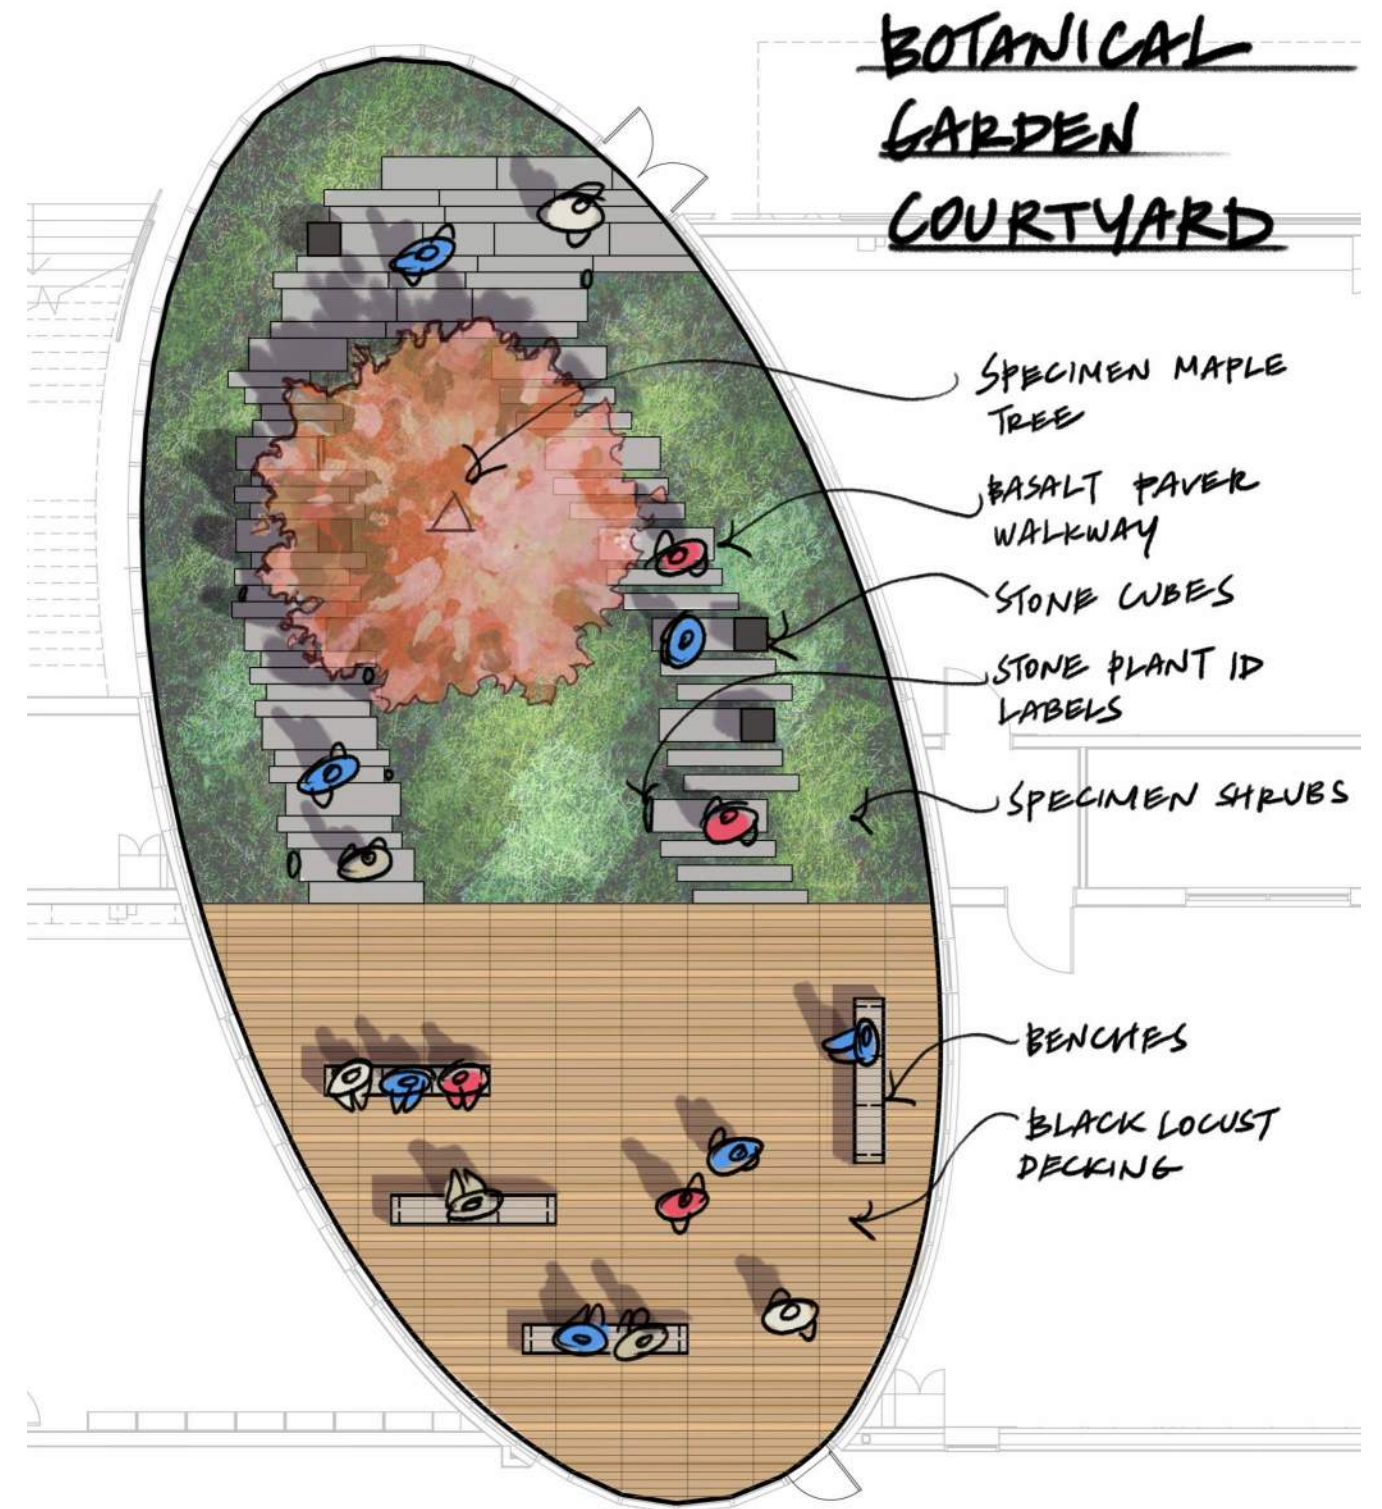 BOTANICAL
GARDEN
COURTYARD
SPECIMEN MAPLE
TREE
BASALT PAVER
WALKWAY
STONE CUBES
STONE PLANT ID
LABELS
SPECIMEN SHRUBS
BENCHES
BLACK LOCUST
DECKING